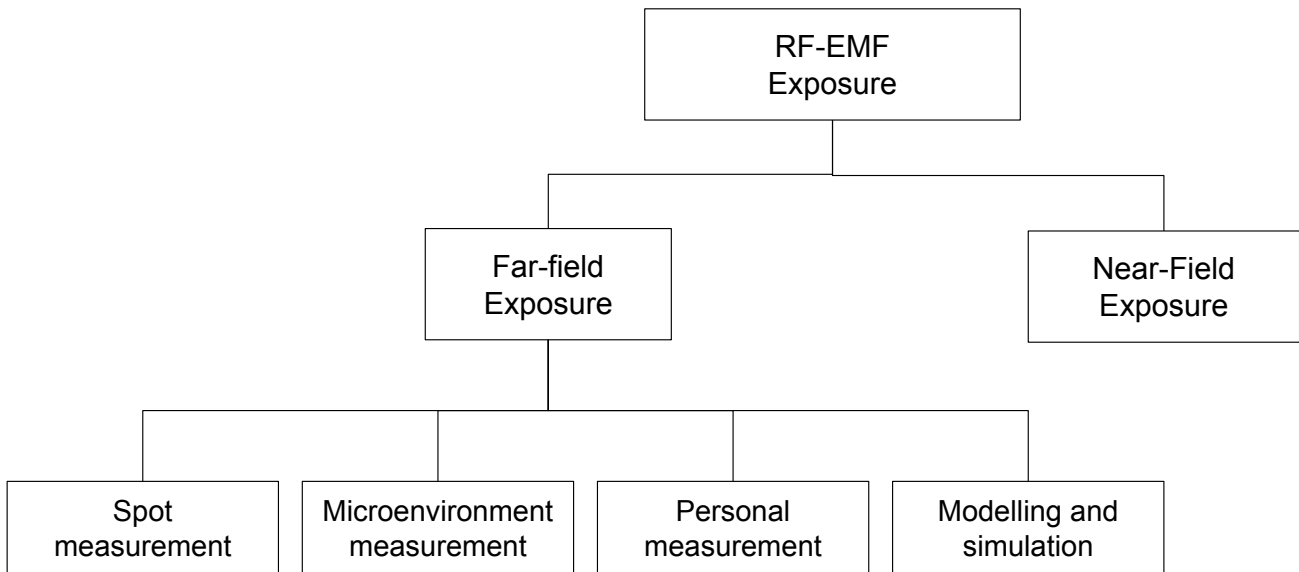 RF-EMF
Exposure
Far-field
Exposure
Near-Field
Exposure
Spot
measurement
Microenvironment
measurement
Personal
measurement
Modelling and
simulation